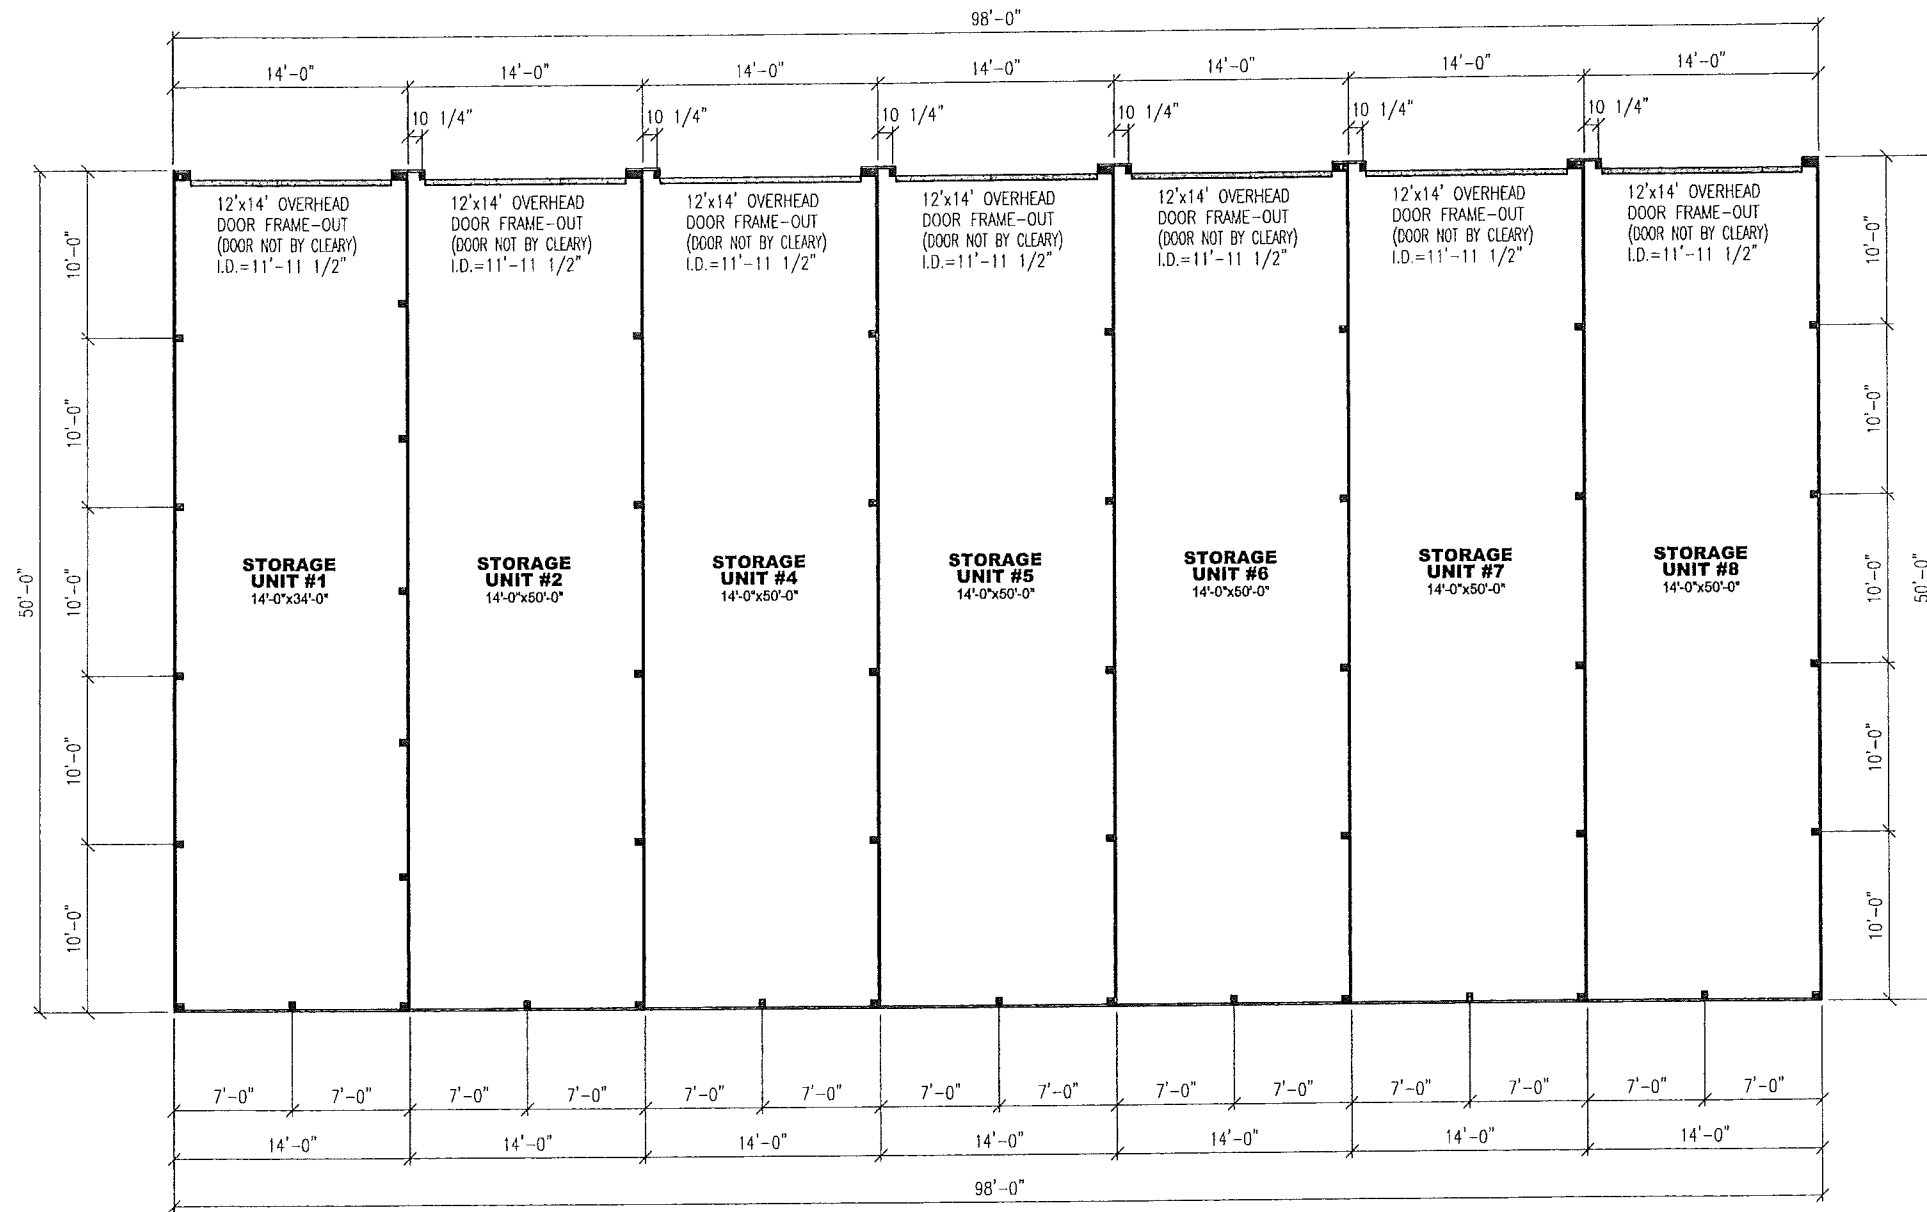 98'-0"
14'-0" 14'-0" 14'-0" 14'-0" 14'-0" 14'-0" 14'-0"
10 1/4" 10 1/4" 10 1/4" 10 1/4" 10 1/4" 10 1/4"
12'x14' OVERHEAD
DOOR FRAME-OUT
(DOOR NOT BY CLEARY)
I.D.=11'-11 1/2"
12'x14' OVERHEAD
DOOR FRAME-OUT
(DOOR NOT BY CLEARY)
I.D.=11'-11 1/2"
12'x14' OVERHEAD
DOOR FRAME-OUT
(DOOR NOT BY CLEARY)
I.D.=11'-11 1/2"
12'x14' OVERHEAD
DOOR FRAME-OUT
(DOOR NOT BY CLEARY)
I.D.=11'-11 1/2"
12'x14' OVERHEAD
DOOR FRAME-OUT
(DOOR NOT BY CLEARY)
I.D.=11'-11 1/2"
12'x14' OVERHEAD
DOOR FRAME-OUT
(DOOR NOT BY CLEARY)
I.D.=11'-11 1/2"
12'x14' OVERHEAD
DOOR FRAME-OUT
(DOOR NOT BY CLEARY)
I.D.=11'-11 1/2"
50'-0"
10'-0"
10'-0"
10'-0"
10'-0"
10'-0"
STORAGE
UNIT #1
14'-0"x34'-0"
STORAGE
UNIT #2
14'-0"x50'-0"
STORAGE
UNIT #4
14'-0"x50'-0"
STORAGE
UNIT #5
14'-0"x50'-0"
STORAGE
UNIT #6
14'-0"x50'-0"
STORAGE
UNIT #7
14'-0"x50'-0"
STORAGE
UNIT #8
14'-0"x50'-0"
10'-0"
10'-0"
10'-0"
10'-0"
10'-0"
50'-0"
7'-0" 7'-0" 7'-0" 7'-0" 7'-0" 7'-0" 7'-0" 7'-0" 7'-0" 7'-0" 7'-0" 7'-0" 7'-0" 7'-0"
14'-0" 14'-0" 14'-0" 14'-0" 14'-0" 14'-0" 14'-0"
98'-0"